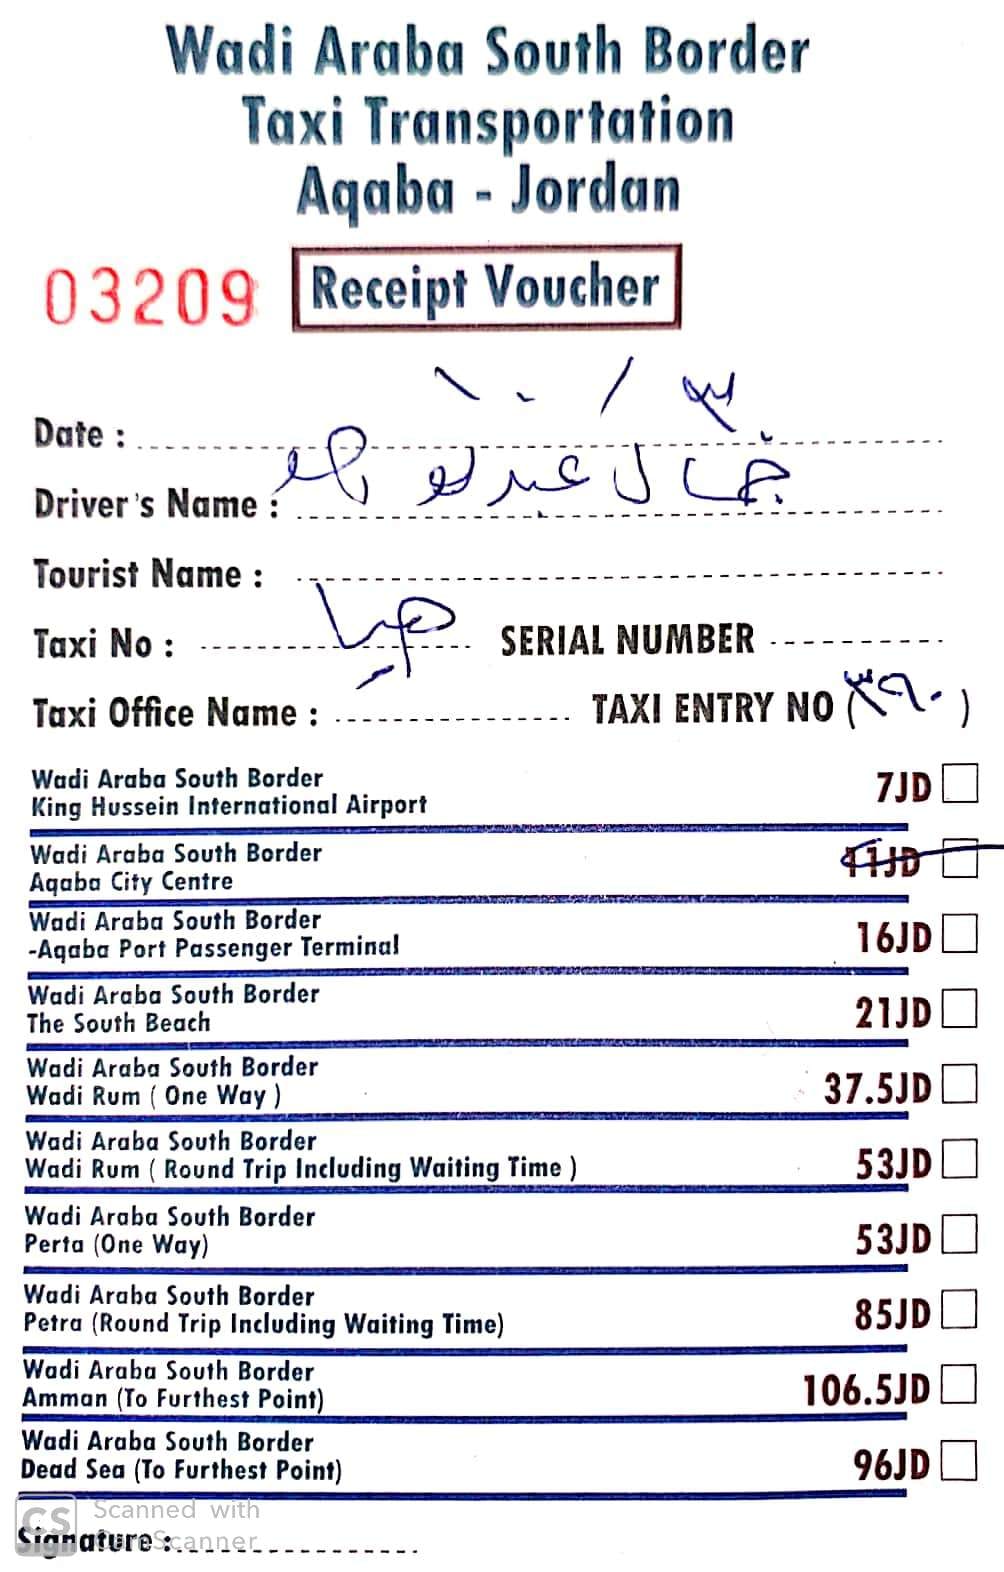 Wadi Araba South Border
Taxi Transportation
Aqaba - Jordan
03209 Receipt Voucher
Date : ١٠ / ٣
Driver's Name : جمال عبد
Tourist Name :
Taxi No : SERIAL NUMBER
Taxi Office Name : TAXI ENTRY NO (٣٩٠)
Wadi Araba South Border
King Hussein International Airport 7JD
Wadi Araba South Border
Aqaba City Centre 11JD
Wadi Araba South Border
-Aqaba Port Passenger Terminal 16JD
Wadi Araba South Border
The South Beach 21JD
Wadi Araba South Border
Wadi Rum ( One Way ) 37.5JD
Wadi Araba South Border
Wadi Rum ( Round Trip Including Waiting Time ) 53JD
Wadi Araba South Border
Perta (One Way) 53JD
Wadi Araba South Border
Petra (Round Trip Including Waiting Time) 85JD
Wadi Araba South Border
Amman (To Furthest Point) 106.5JD
Wadi Araba South Border
Dead Sea (To Furthest Point) 96JD
Signature :
CS Scanned with CamScanner